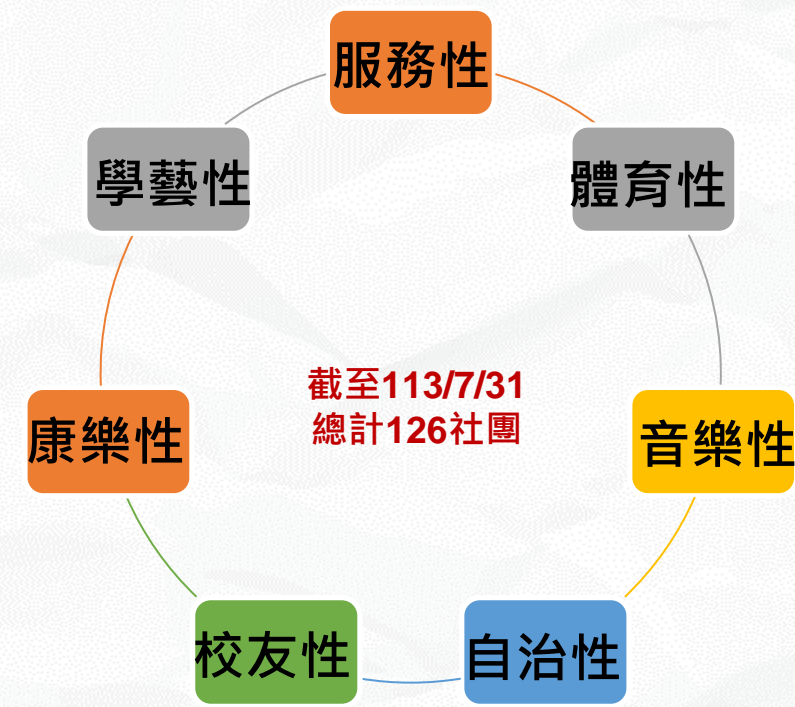 服務性
學藝性
體育性
截至113/7/31
總計126社團
康樂性
音樂性
校友性
自治性